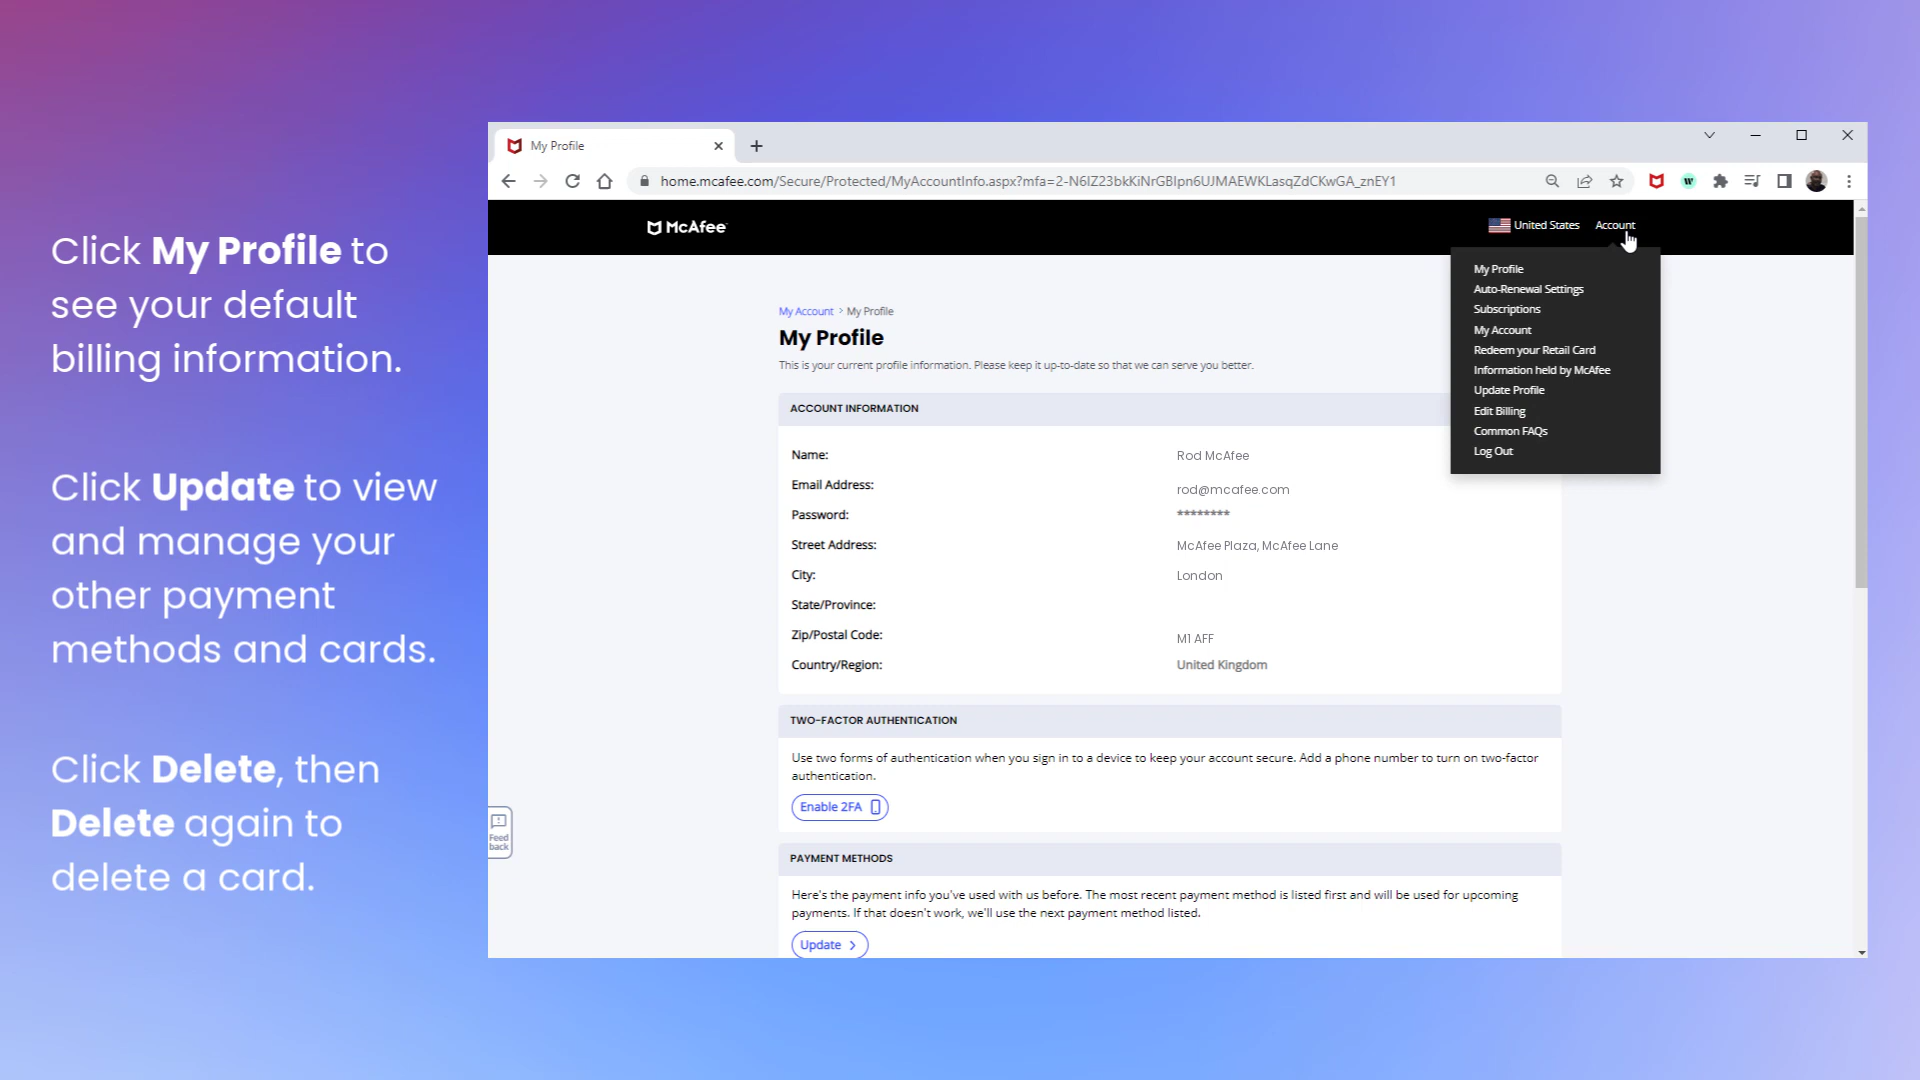 Click My Profile to
see your default
billing information.
Click Update to view
and manage your
other payment
methods and cards.
Click Delete, then
Delete again to
delete a card.
My Profile
home.mcafee.com/Secure/Protected/MyAccountInfo.aspx?mfa=2-N6IZ23bkKiNrGBIpn6UJMAEWKLasqZdCKwGA_znEY1
McAfee
United States
Account
My Profile
Auto-Renewal Settings
Subscriptions
My Account
Redeem your Retail Card
Information held by McAfee
Update Profile
Edit Billing
Common FAQs
Log Out
My Account > My Profile
My Profile
This is your current profile information. Please keep it up-to-date so that we can serve you better.
ACCOUNT INFORMATION
Name: Rod McAfee
Email Address: rod@mcafee.com
Password: ********
Street Address: McAfee Plaza, McAfee Lane
City: London
State/Province:
Zip/Postal Code: M1 AFF
Country/Region: United Kingdom
TWO-FACTOR AUTHENTICATION
Use two forms of authentication when you sign in to a device to keep your account secure. Add a phone number to turn on two-factor
authentication.
Enable 2FA
Feed
back
PAYMENT METHODS
Here's the payment info you've used with us before. The most recent payment method is listed first and will be used for upcoming
payments. If that doesn't work, we'll use the next payment method listed.
Update >